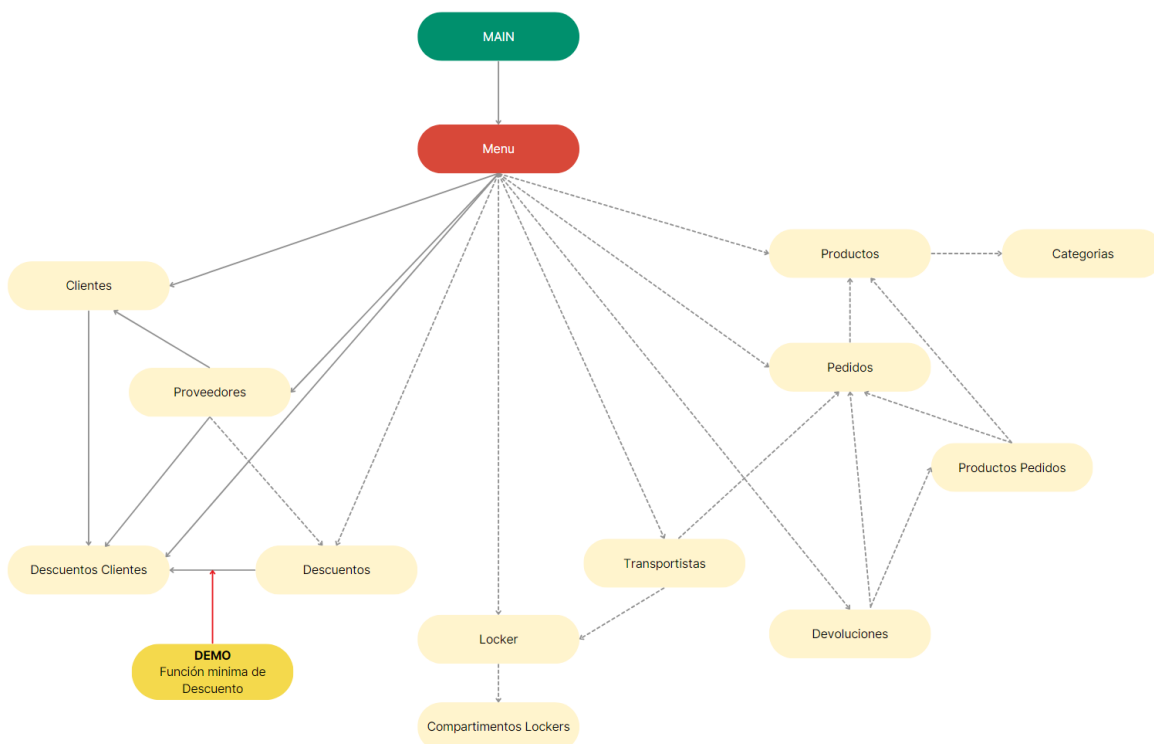 MAIN
Menu
Productos
Categorias
Clientes
Pedidos
Proveedores
Productos Pedidos
Descuentos Clientes
Descuentos
Transportistas
Locker
Devoluciones
DEMO
Función minima de
Descuento
Compartimentos Lockers